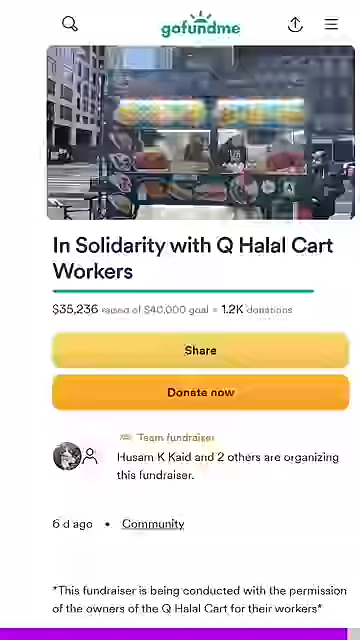 gofundme
In Solidarity with Q Halal Cart
Workers
$35,236 raised of $40,000 goal • 1.2K donations
Share
Donate now
Team fundraiser
Husam K Kaid and 2 others are organizing
this fundraiser.
6 d ago • Community
*This fundraiser is being conducted with the permission
of the owners of the Q Halal Cart for their workers*